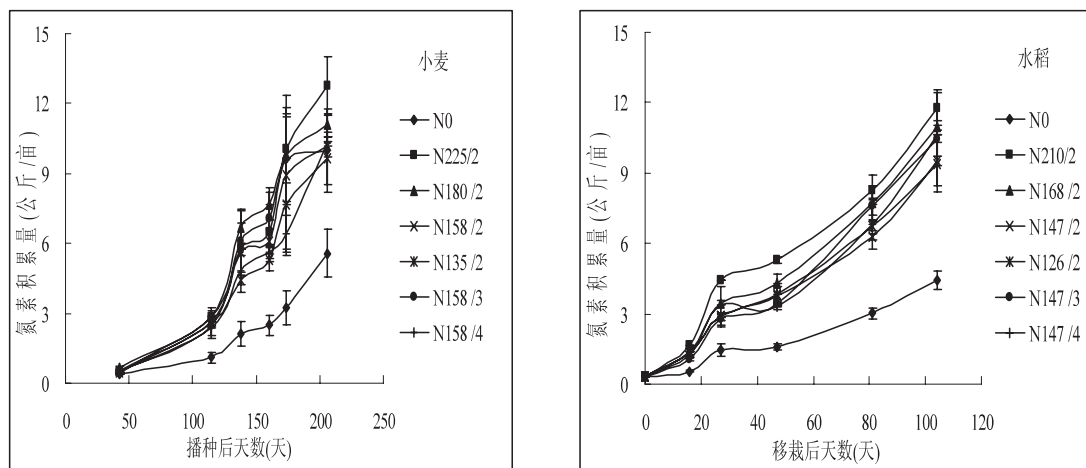 15
12
9
6
3
0
氮素积累量(公斤/亩)
0 50 100 150 200 250
播种后天数(天)
小麦
N0
N225/2
N180/2
N158/2
N135/2
N158/3
N158/4
15
12
9
6
3
0
氮素积累量(公斤/亩)
0 20 40 60 80 100 120
移栽后天数(天)
水稻
N0
N210/2
N168/2
N147/2
N126/2
N147/3
N147/4